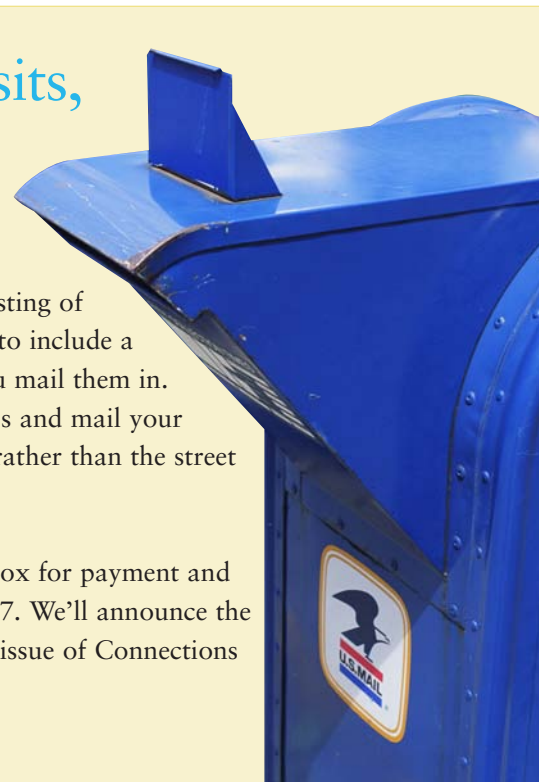 sits,
sting of
to include a
u mail them in.
s and mail your
rather than the street
ox for payment and
7. We’ll announce the
issue of Connections
U.S.MAIL